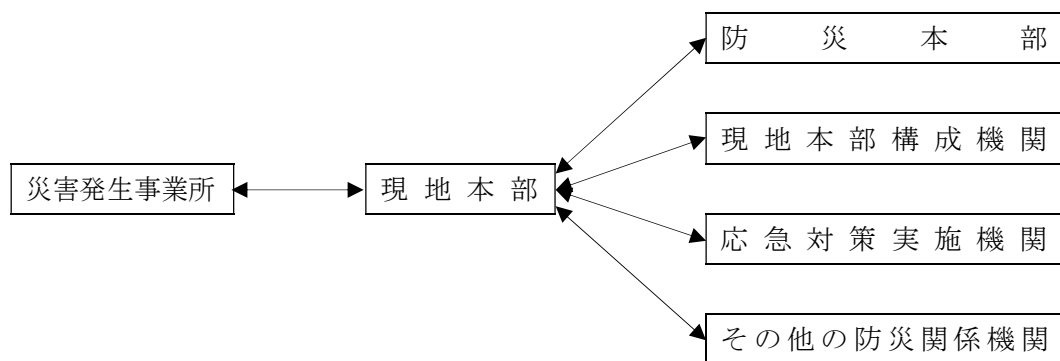 防災本部
現地本部構成機関
災害発生事業所
現地本部
応急対策実施機関
その他の防災関係機関